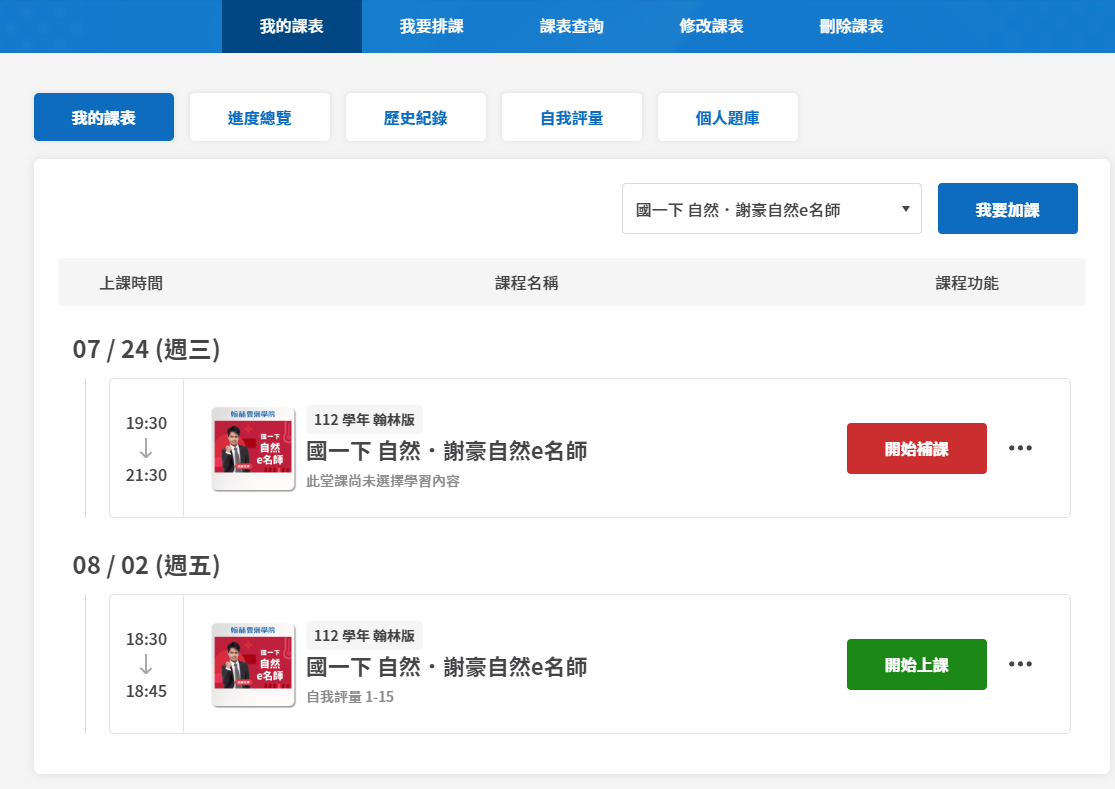 我的課表 我要排課 課表查詢 修改課表 刪除課表
我的課表 進度總覽 歷史紀錄 自我評量 個人題庫
國一下 自然・謝豪自然e名師 我要加課
上課時間 課程名稱 課程功能
07 / 24 (週三)
19:30
21:30
翰林雲端學院
國一下
自然
e名師
112 學年 翰林版
國一下 自然・謝豪自然e名師
此堂課尚未選擇學習內容
開始補課
08 / 02 (週五)
18:30
18:45
翰林雲端學院
國一下
自然
e名師
112 學年 翰林版
國一下 自然・謝豪自然e名師
自我評量 1-15
開始上課